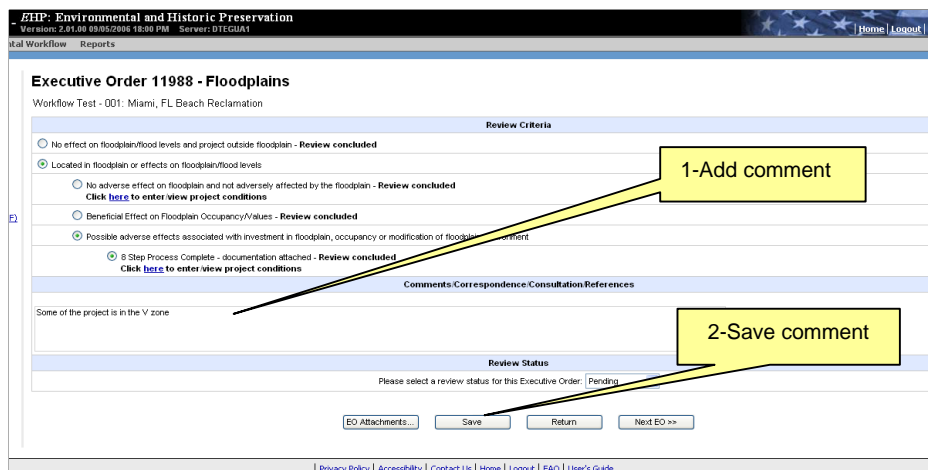 EHP: Environmental and Historic Preservation
Version: 2.01.00 09/05/2006 18:00 PM Server: DTEGUA1
| Home | Logout |
ntal Workflow Reports
Executive Order 11988 - Floodplains
Workflow Test - 001: Miami, FL Beach Reclamation
Review Criteria
No effect on floodplain/flood levels and project outside floodplain - Review concluded
Located in floodplain or effects on floodplain/flood levels
1-Add comment
No adverse effect on floodplain and not adversely affected by the floodplain - Review concluded
Click here to enter/view project conditions
F)
Beneficial Effect on Floodplain Occupancy/Values - Review concluded
Possible adverse effects associated with investment in floodplain, occupancy or modification of floodplain
8 Step Process Complete - documentation attached - Review concluded
Click here to enter/view project conditions
Comments/Correspondence/Consultation/References
Some of the project is in the V zone
2-Save comment
Review Status
Please select a review status for this Executive Order: Pending
EO Attachments... Save Return Next EO >>
| Privacy Policy | Accessibility | Contact Us | Home | Logout | FAQ | User's Guide